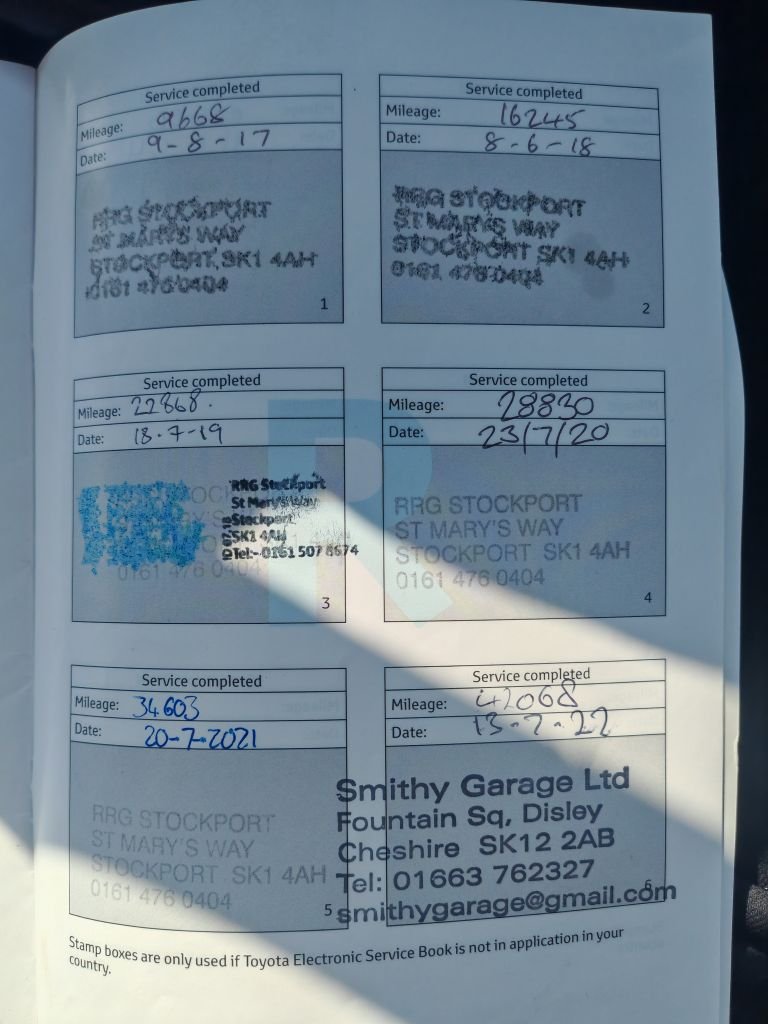 Service completed
Mileage: 9668
Date: 9-8-17
RRG STOCKPORT
ST MARY'S WAY
STOCKPORT, SK1 4AH
0161 476 0404
1
Service completed
Mileage: 16245
Date: 8-6-18
RRG STOCKPORT
ST MARY'S WAY
STOCKPORT SK1 4AH
0161 476 0404
2
Service completed
Mileage: 22868.
Date: 18-7-19
RRG Stockport
St Mary's Way
Stockport
SK1 4AH
Tel:- 0161 507 8674
0161 476 0404
3
Service completed
Mileage: 28830
Date: 23/7/20
RRG STOCKPORT
ST MARY'S WAY
STOCKPORT SK1 4AH
0161 476 0404
4
Service completed
Mileage: 34603
Date: 20-7-2021
RRG STOCKPORT
ST MARY'S WAY
STOCKPORT SK1 4AH
0161 476 0404
5
Service completed
Mileage: 42068
Date: 13-7-22
Smithy Garage Ltd
Fountain Sq, Disley
Cheshire SK12 2AB
Tel: 01663 762327
smithygarage@gmail.com
6
Stamp boxes are only used if Toyota Electronic Service Book is not in application in your
country.
R